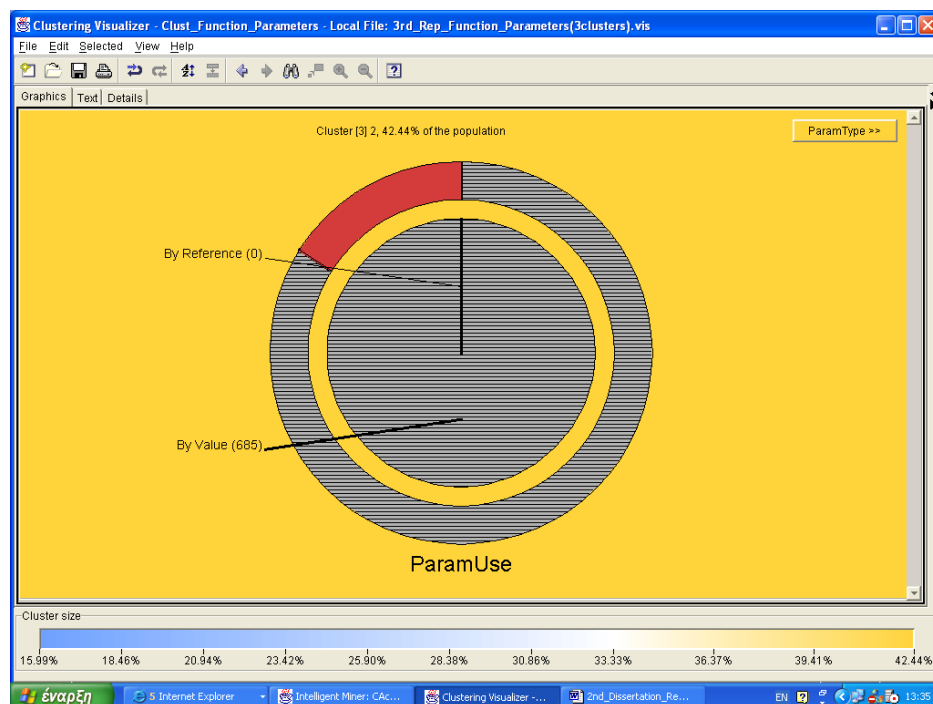 Clustering Visualizer - Clust_Function_Parameters - Local File: 3rd_Rep_Function_Parameters(3clusters).vis
File Edit Selected View Help
Graphics Text Details
Cluster [3] 2, 42.44% of the population
ParamType >>
By Reference (0)
By Value (685)
ParamUse
Cluster size
15.99% 18.46% 20.94% 23.42% 25.90% 28.38% 30.86% 33.33% 36.37% 39.41% 42.44%
έναρξη 5 Internet Explorer Intelligent Miner: CAc... Clustering Visualizer -... 2nd_Dissertation_Re... EN 13:35